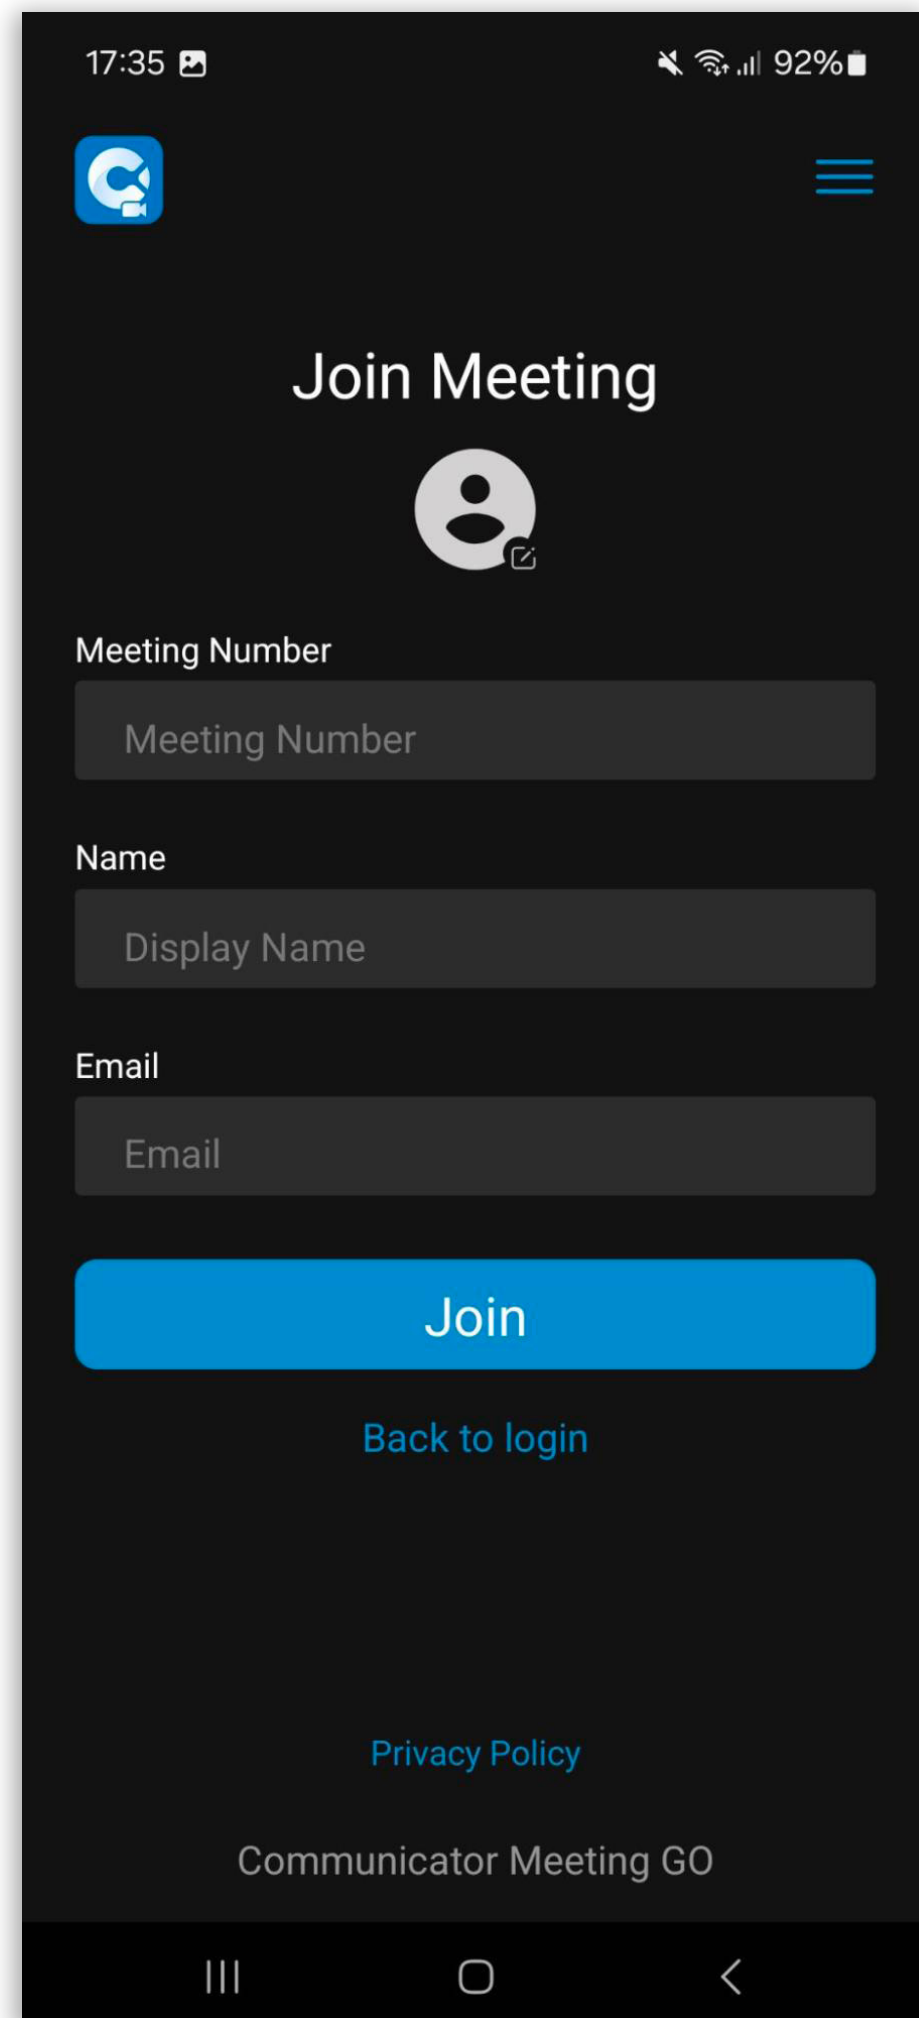 17:35 92%
Join Meeting
Meeting Number
Meeting Number
Name
Display Name
Email
Email
Join
Back to login
Privacy Policy
Communicator Meeting GO